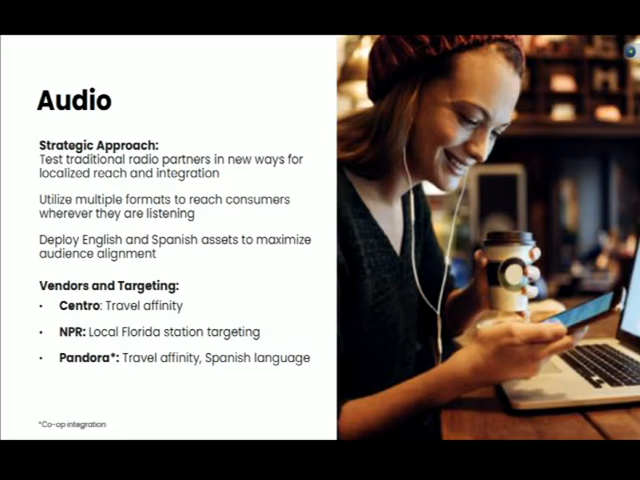 Audio
Strategic Approach:
Test traditional radio partners in new ways for
localized reach and integration
Utilize multiple formats to reach consumers
wherever they are listening
Deploy English and Spanish assets to maximize
audience alignment
Vendors and Targeting:
• Centro: Travel affinity
• NPR: Local Florida station targeting
• Pandora*: Travel affinity, Spanish language
*Co-op integration